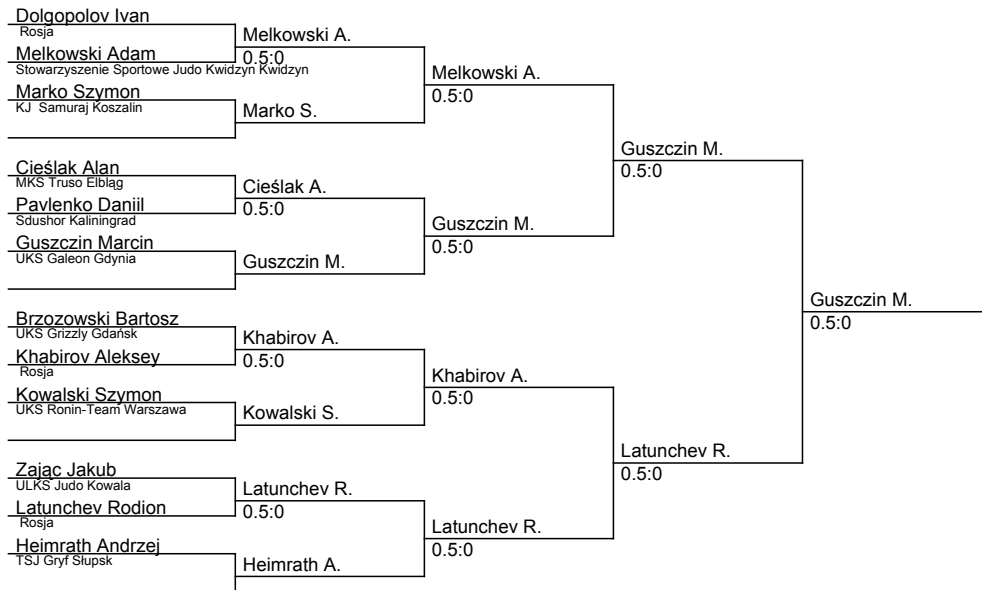 Dolgopolov Ivan
Rosja
Melkowski Adam
Stowarzyszenie Sportowe Judo Kwidzyn Kwidzyn
Marko Szymon
KJ Samuraj Koszalin
Cieślak Alan
MKS Truso Elbląg
Pavlenko Daniil
Sdushor Kaliningrad
Guszczin Marcin
UKS Galeon Gdynia
Brzozowski Bartosz
UKS Grizzly Gdańsk
Khabirov Aleksey
Rosja
Kowalski Szymon
UKS Ronin-Team Warszawa
Zając Jakub
ULKS Judo Kowala
Latunchev Rodion
Rosja
Heimrath Andrzej
TSJ Gryf Słupsk
Melkowski A.
0.5:0
Marko S.
Cieślak A.
0.5:0
Guszczin M.
Khabirov A.
0.5:0
Kowalski S.
Latunchev R.
0.5:0
Heimrath A.
Melkowski A.
0.5:0
Guszczin M.
0.5:0
Khabirov A.
0.5:0
Latunchev R.
0.5:0
Guszczin M.
0.5:0
Latunchev R.
0.5:0
Guszczin M.
0.5:0